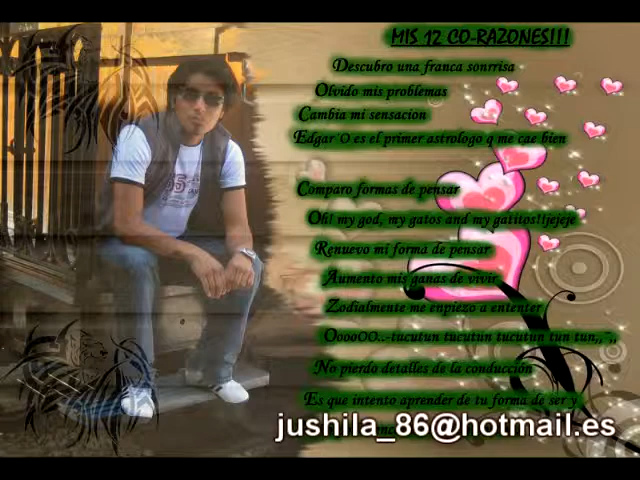 MIS 12 CO-RAZONES!!!
Descubro una franca sonrrisa
Olvido mis problemas
Cambia mi sensacion
Edgar´O es el primer astrologo q me cae bien
Comparo formas de pensar
Oh! my god, my gatos and my gatitos!!jejeje
Renuevo mi forma de pensar
Aumento mis ganas de vivir
Zodialmente me enpiezo a ententer
OoooOO..-tucutun tucutun tucutun tun tun,,¨,,
No pierdo detalles de la conducción
Es que intento aprender de tu forma de ser y
jushila_86@hotmail.es